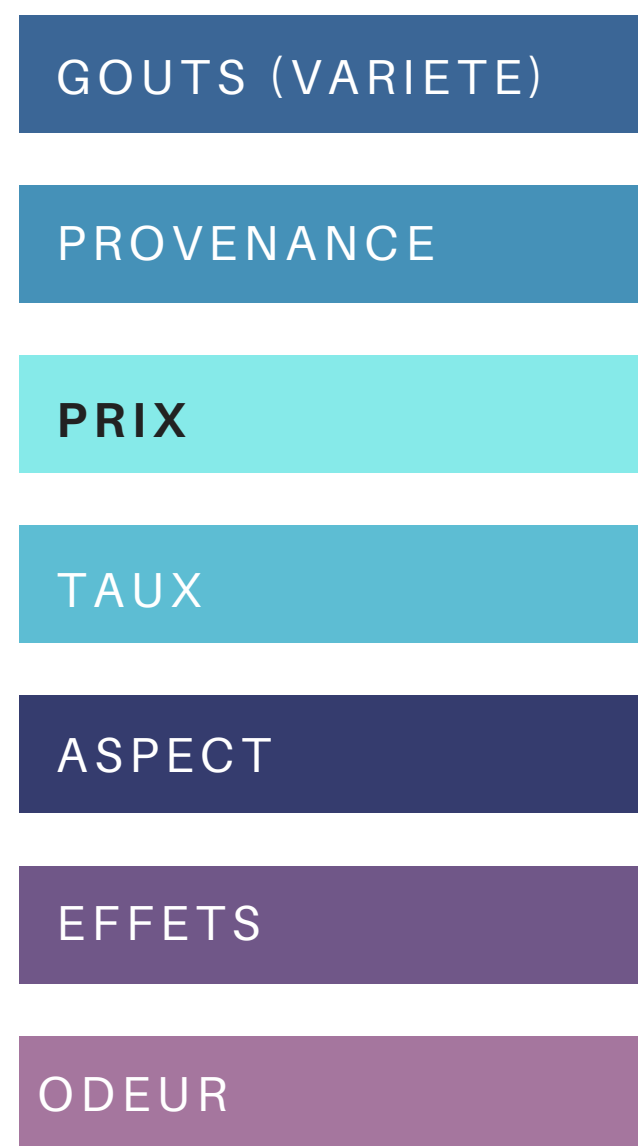 GOUTS (VARIETE)
PROVENANCE
PRIX
TAUX
ASPECT
EFFETS
ODEUR